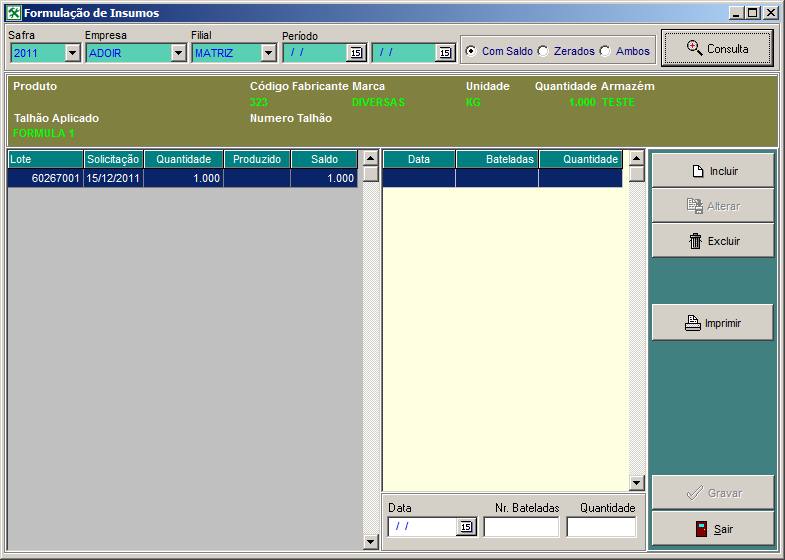 Formulação de Insumos
Safra Empresa Filial Período
2011 ADOIR MATRIZ / / 15 / / 15 Com Saldo Zerados Ambos Consulta
Produto Código Fabricante Marca Unidade Quantidade Armazém
323 DIVERSAS KG 1.000 TESTE
Talhão Aplicado Numero Talhão
FORMULA 1
Lote Solicitação Quantidade Produzido Saldo Data Bateladas Quantidade
60267001 15/12/2011 1.000 1.000
Incluir
Alterar
Excluir
Imprimir
Gravar
Data Nr. Bateladas Quantidade
/ / 15
Sair